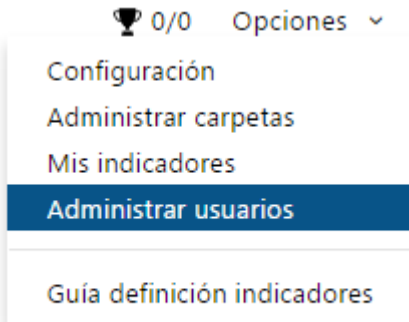 0/0 Opciones
Configuración
Administrar carpetas
Mis indicadores
Administrar usuarios
Guía definición indicadores